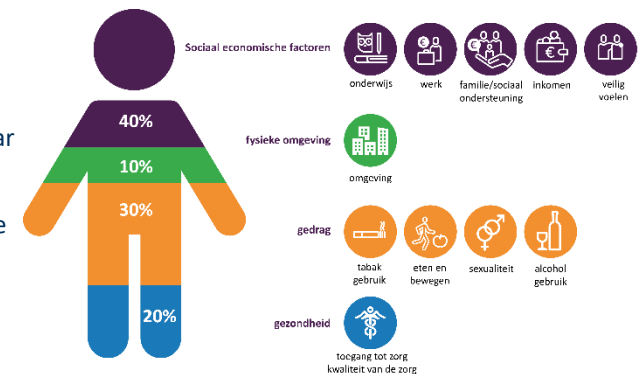 Sociaal economische factoren
onderwijs
werk
familie/sociaal
ondersteuning
inkomen
veilig
voelen
40%
ar
fysieke omgeving
10%
omgeving
30%
e
gedrag
tabak
gebruik
eten en
bewegen
sexualiteit
alcohol
gebruik
20%
gezondheid
toegang tot zorg
kwaliteit van de zorg